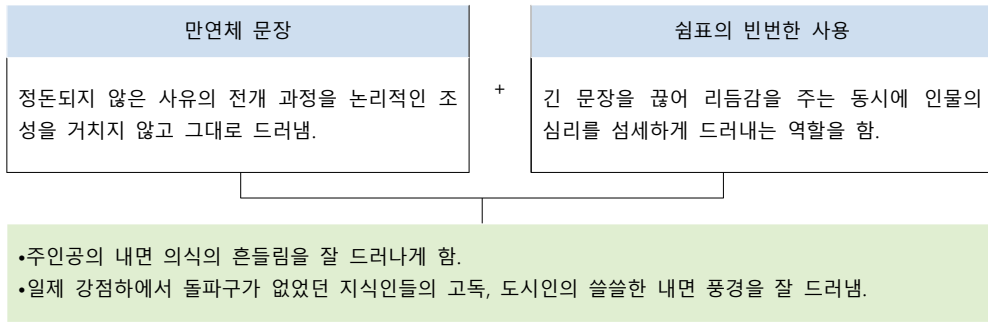 만연체 문장
정돈되지 않은 사유의 전개 과정을 논리적인 조
성을 거치지 않고 그대로 드러냄.
+
쉼표의 빈번한 사용
긴 문장을 끊어 리듬감을 주는 동시에 인물의
심리를 섬세하게 드러내는 역할을 함.
•주인공의 내면 의식의 흔들림을 잘 드러나게 함.
•일제 강점하에서 돌파구가 없었던 지식인들의 고독, 도시인의 쓸쓸한 내면 풍경을 잘 드러냄.